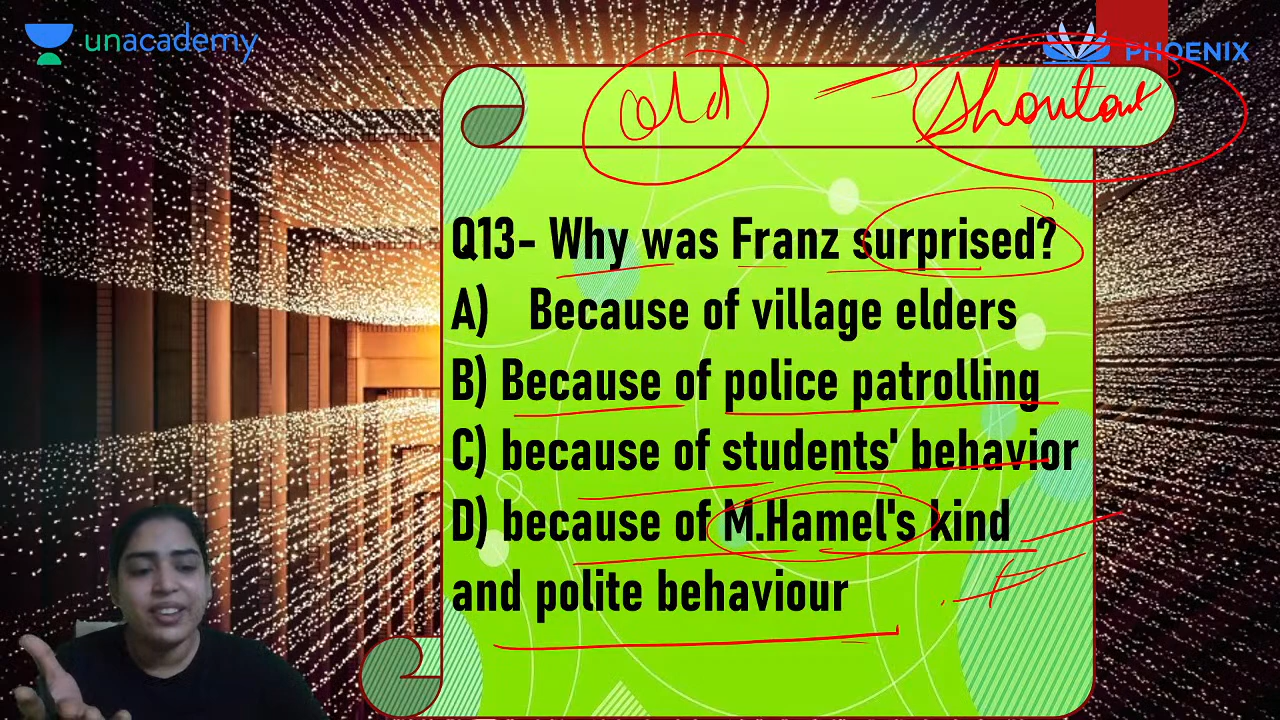 unacademy
PHOENIX
old
Shoutout
Q13- Why was Franz surprised?
A) Because of village elders
B) Because of police patrolling
C) because of students' behavior
D) because of M.Hamel's kind
and polite behaviour